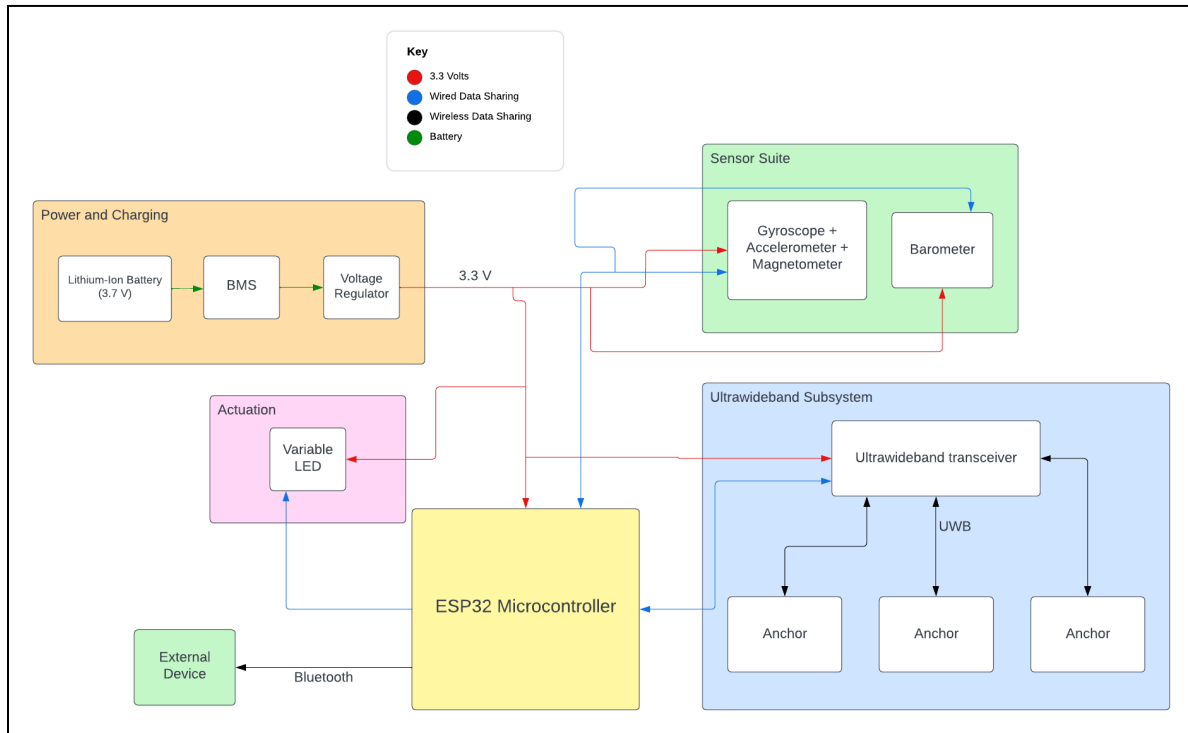 Key
3.3 Volts
Wired Data Sharing
Wireless Data Sharing
Battery
Sensor Suite
Gyroscope +
Accelerometer +
Magnetometer
Barometer
Power and Charging
Lithium-Ion Battery
(3.7 V)
BMS
Voltage
Regulator
3.3 V
Actuation
Variable
LED
Ultrawideband Subsystem
Ultrawideband transceiver
UWB
Anchor
Anchor
Anchor
ESP32 Microcontroller
External
Device
Bluetooth